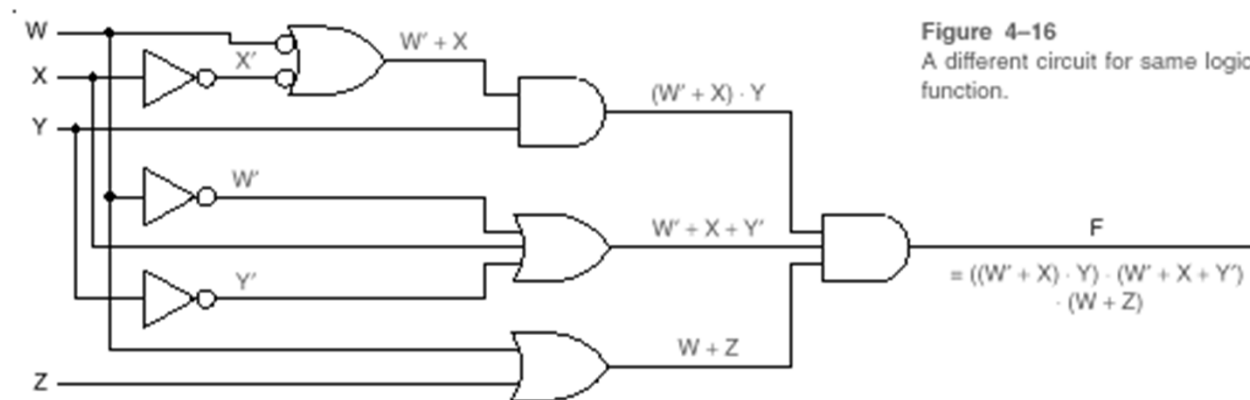 Figure 4–16
A different circuit for same logic
function.
W
X
Y
Z
X′
W′ + X
(W′ + X) · Y
W′
W′ + X + Y′
Y′
W + Z
F
= ((W′ + X) · Y) · (W′ + X + Y′)
· (W + Z)